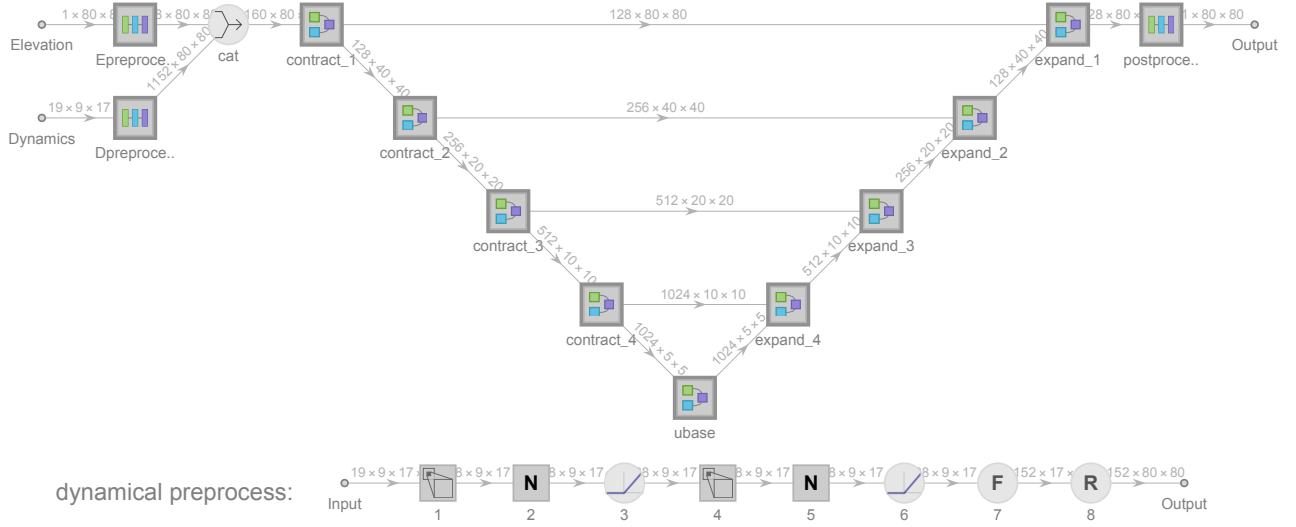 1 × 80 × 80
160 × 80 ×
128 × 80 × 80
1 × 80 × 80
Elevation
Epreproce..
cat
contract_1
expand_1
postproce..
Output
1152 × 80 × 80
128 × 40 × 40
128 × 40 × 40
19 × 9 × 17
256 × 40 × 40
Dynamics
Dpreproce..
contract_2
expand_2
256 × 20 × 20
256 × 20 × 20
512 × 20 × 20
contract_3
expand_3
512 × 10 × 10
512 × 10 × 10
1024 × 10 × 10
contract_4
expand_4
1024 × 5 × 5
1024 × 5 × 5
ubase
dynamical preprocess:
19 × 9 × 17
8 × 9 × 17
8 × 9 × 17
8 × 9 × 17
8 × 9 × 17
8 × 9 × 17
8 × 9 × 17
152 × 17 ×
152 × 80 × 80
N
N
F
R
Input
1
2
3
4
5
6
7
8
Output